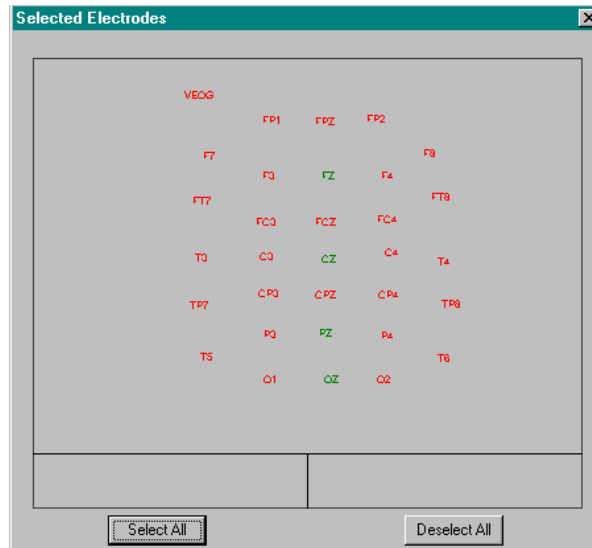 Selected Electrodes
VEOG
FP1 FPZ FP2
F7 F8
F3 FZ F4
FT7 FT8
FC3 FCZ FC4
T3 C3 CZ C4 T4
CP3 CPZ CP4
TP7 TP8
P3 PZ P4
T5 T6
O1 OZ O2
Select All Deselect All